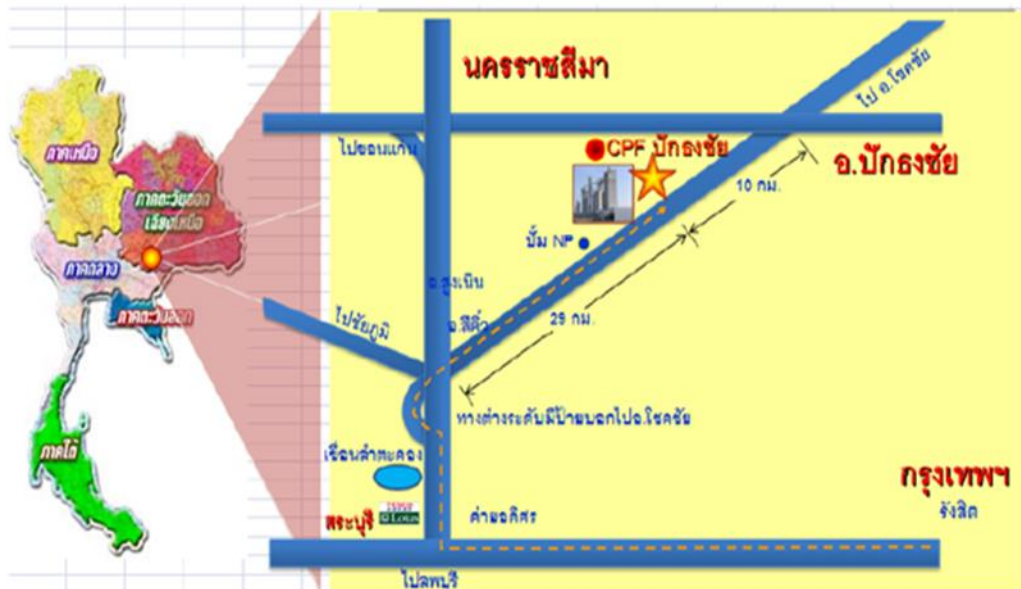 ภาคเหนือ
ภาคตะวันออก
เฉียงเหนือ
ภาคกลาง
ภาคตะวันออก
ภาคใต้
นครราชสีมา
ไป อ.โชคชัย
ไปขอนแก่น
CPF ปักธงชัย
อ.ปักธงชัย
10 กม.
ปั๊ม NP
อ.สูงเนิน
อ.สีคิ้ว
29 กม.
ไปชัยภูมิ
ทางต่างระดับมีป้ายบอกไปอ.โชคชัย
เขื่อนลำตะคอง
กรุงเทพฯ
รังสิต
สระบุรี
ค่ายอดิศร
ไปลพบุรี